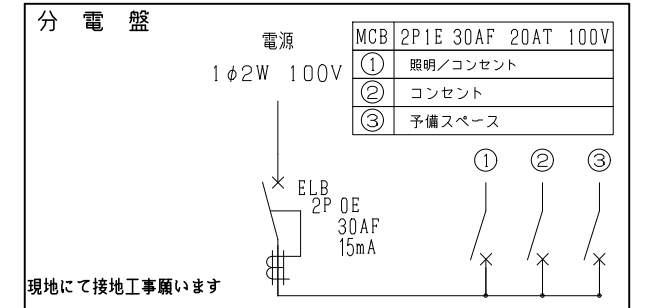 分電盤
電源
1φ2W 100V
MCB 2P1E 30AF 20AT 100V
① 照明/コンセント
② コンセント
③ 予備スペース
① ② ③
ELB
2P 0E
30AF
15mA
現地にて接地工事願います